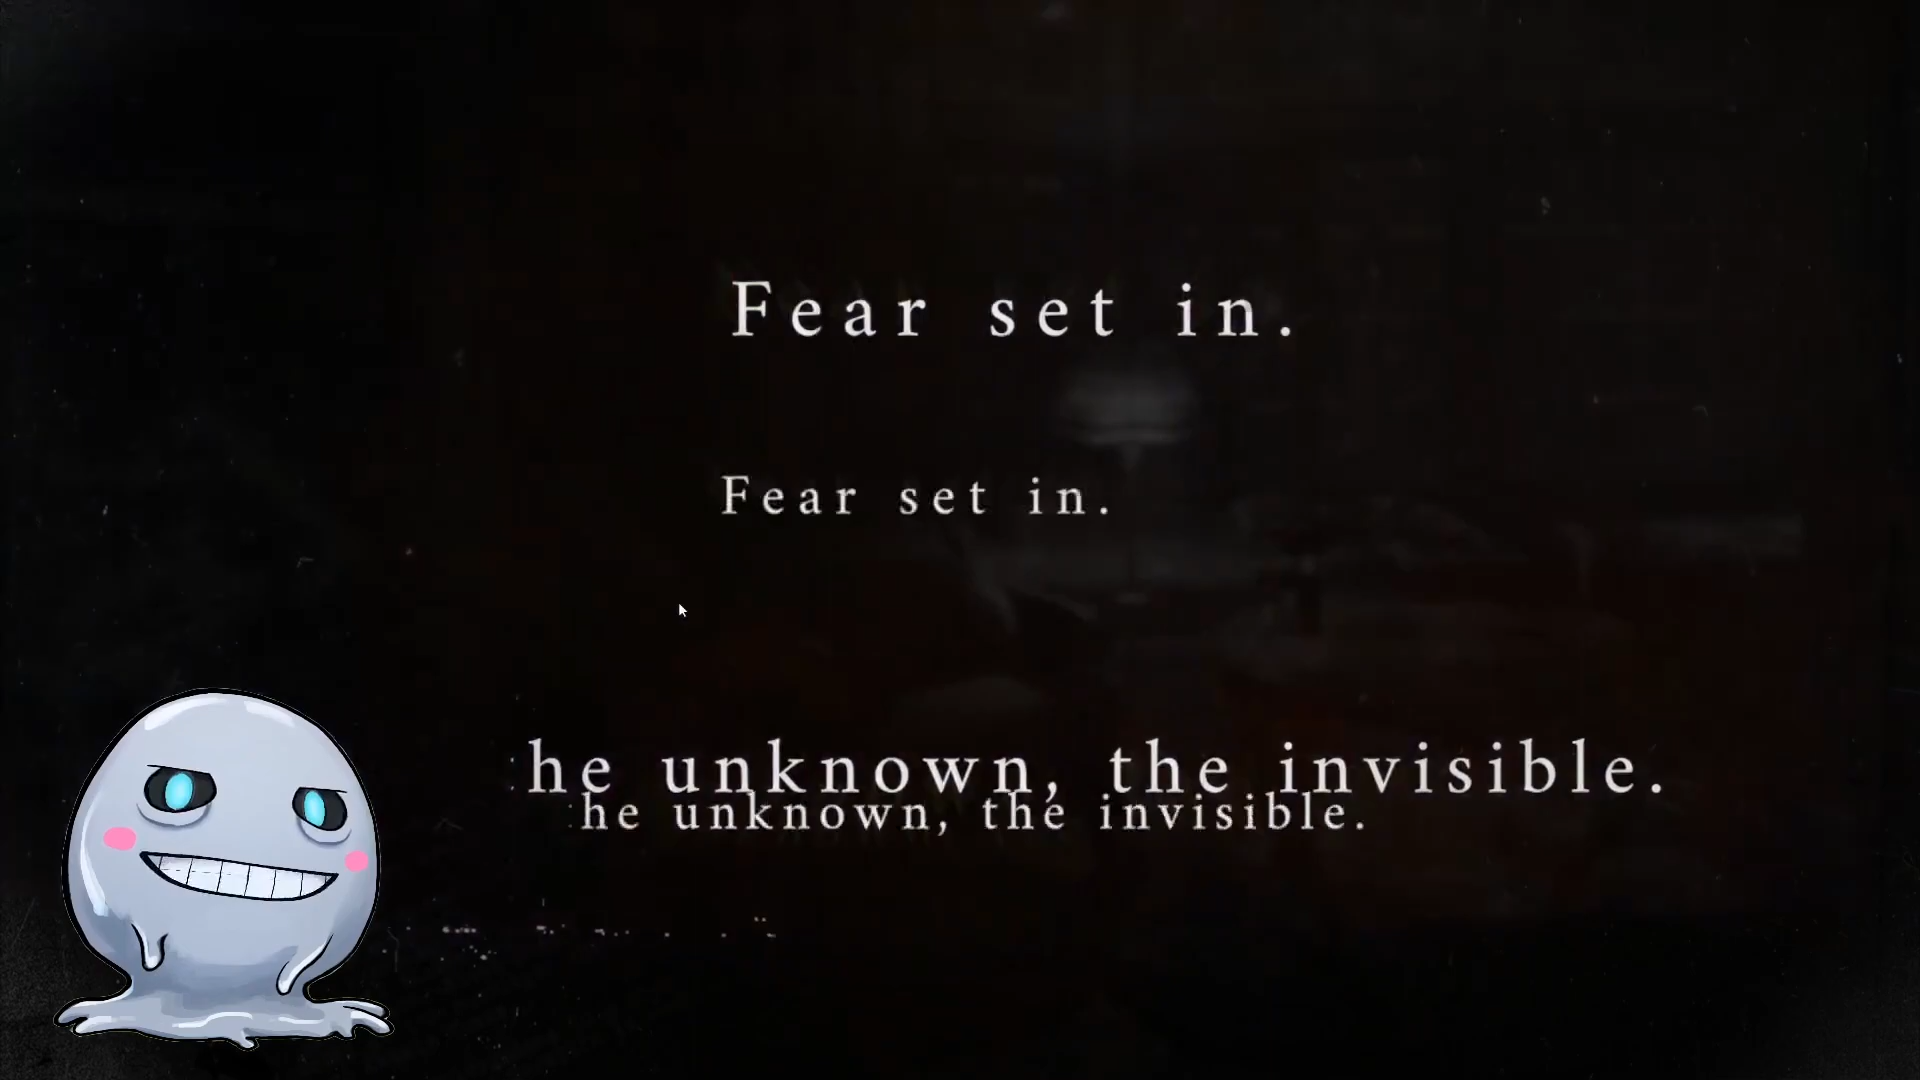 Fear set in.
Fear set in.
he unknown, the invisible.
he unknown, the invisible.